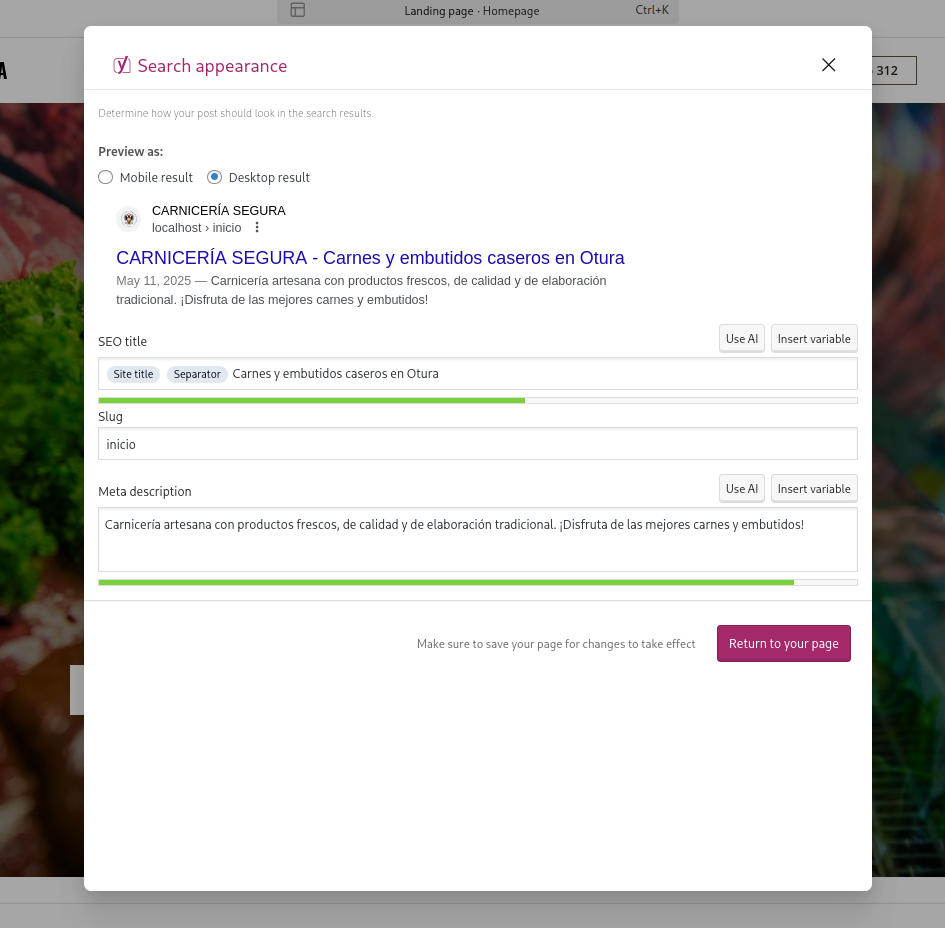 Landing page · Homepage
Ctrl+K
A
312
Search appearance
Determine how your post should look in the search results.
Preview as:
Mobile result
Desktop result
CARNICERÍA SEGURA
localhost › inicio
CARNICERÍA SEGURA - Carnes y embutidos caseros en Otura
May 11, 2025 — Carnicería artesana con productos frescos, de calidad y de elaboración
tradicional. ¡Disfruta de las mejores carnes y embutidos!
SEO title
Use AI
Insert variable
Site title
Separator
Carnes y embutidos caseros en Otura
Slug
inicio
Meta description
Use AI
Insert variable
Carnicería artesana con productos frescos, de calidad y de elaboración tradicional. ¡Disfruta de las mejores carnes y embutidos!
Make sure to save your page for changes to take effect
Return to your page